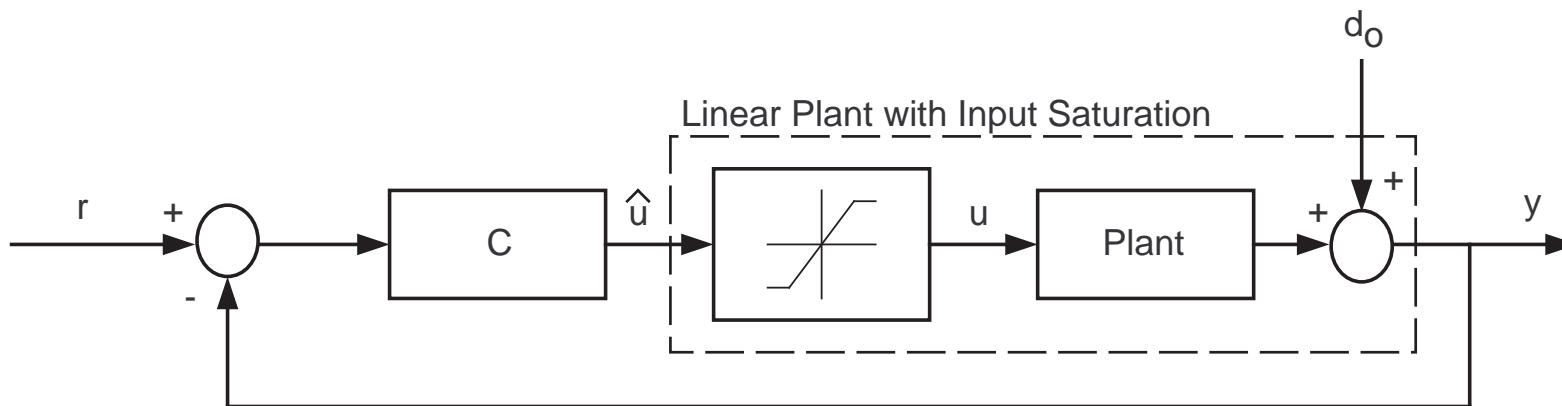 d_o
Linear Plant with Input Saturation
r
+
-
C
û
u
Plant
+
+
y